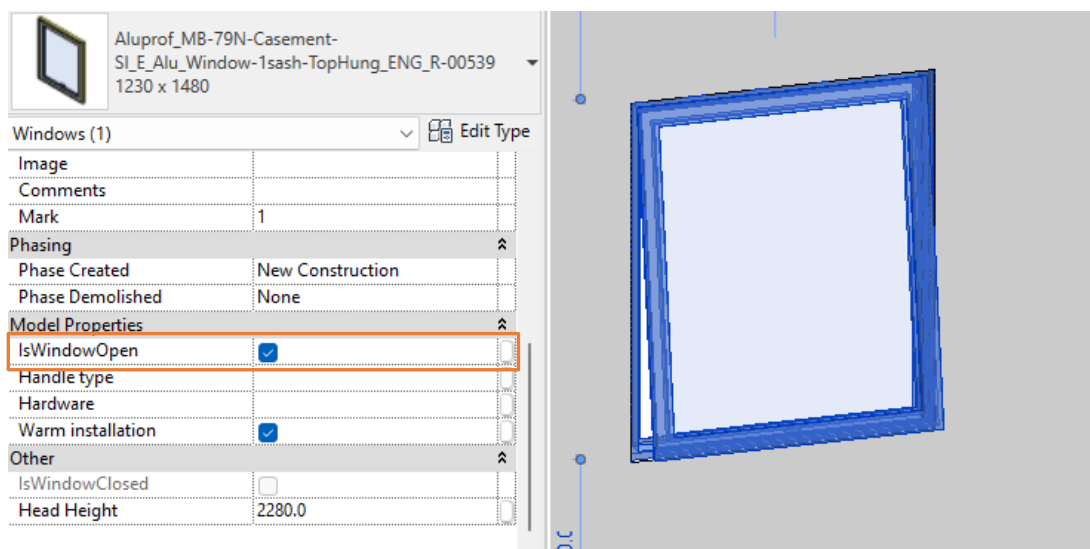 Aluprof_MB-79N-Casement-
SI_E_Alu_Window-1sash-TopHung_ENG_R-00539
1230 x 1480
Windows (1)
Edit Type
Image
Comments
Mark 1
Phasing
Phase Created New Construction
Phase Demolished None
Model Properties
IsWindowOpen
Handle type
Hardware
Warm installation
Other
IsWindowClosed
Head Height 2280.0